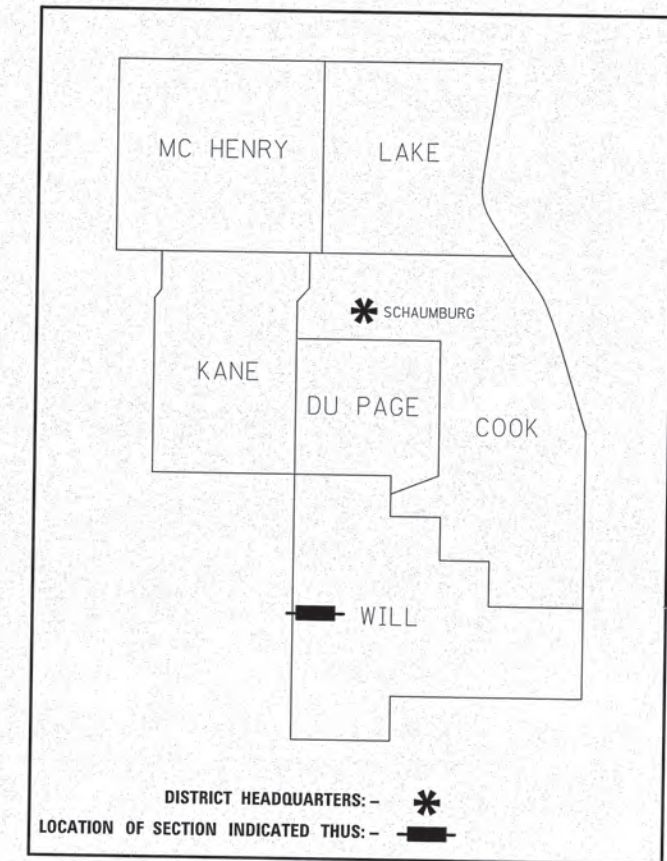 MC HENRY
LAKE
SCHAUMBURG
KANE
DU PAGE
COOK
WILL
DISTRICT HEADQUARTERS: -
LOCATION OF SECTION INDICATED THUS: -